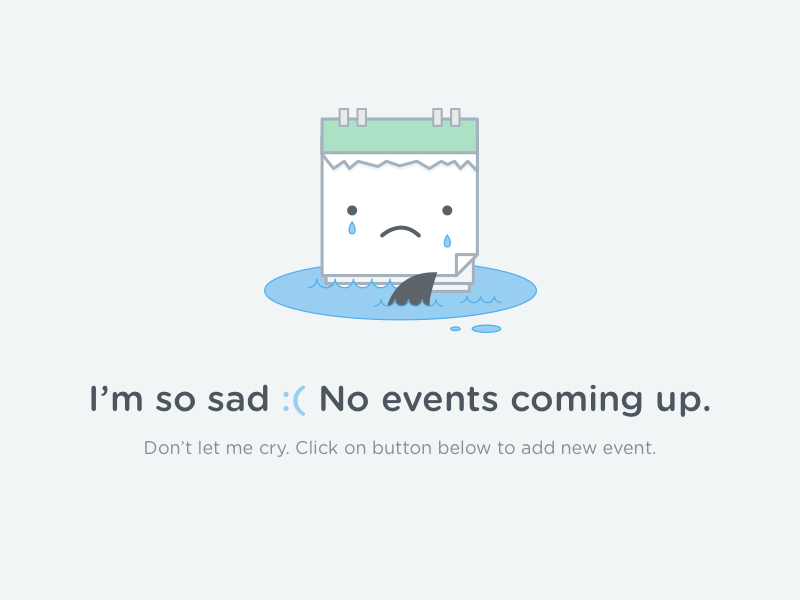 I’m so sad :( No events coming up.
Don’t let me cry. Click on button below to add new event.